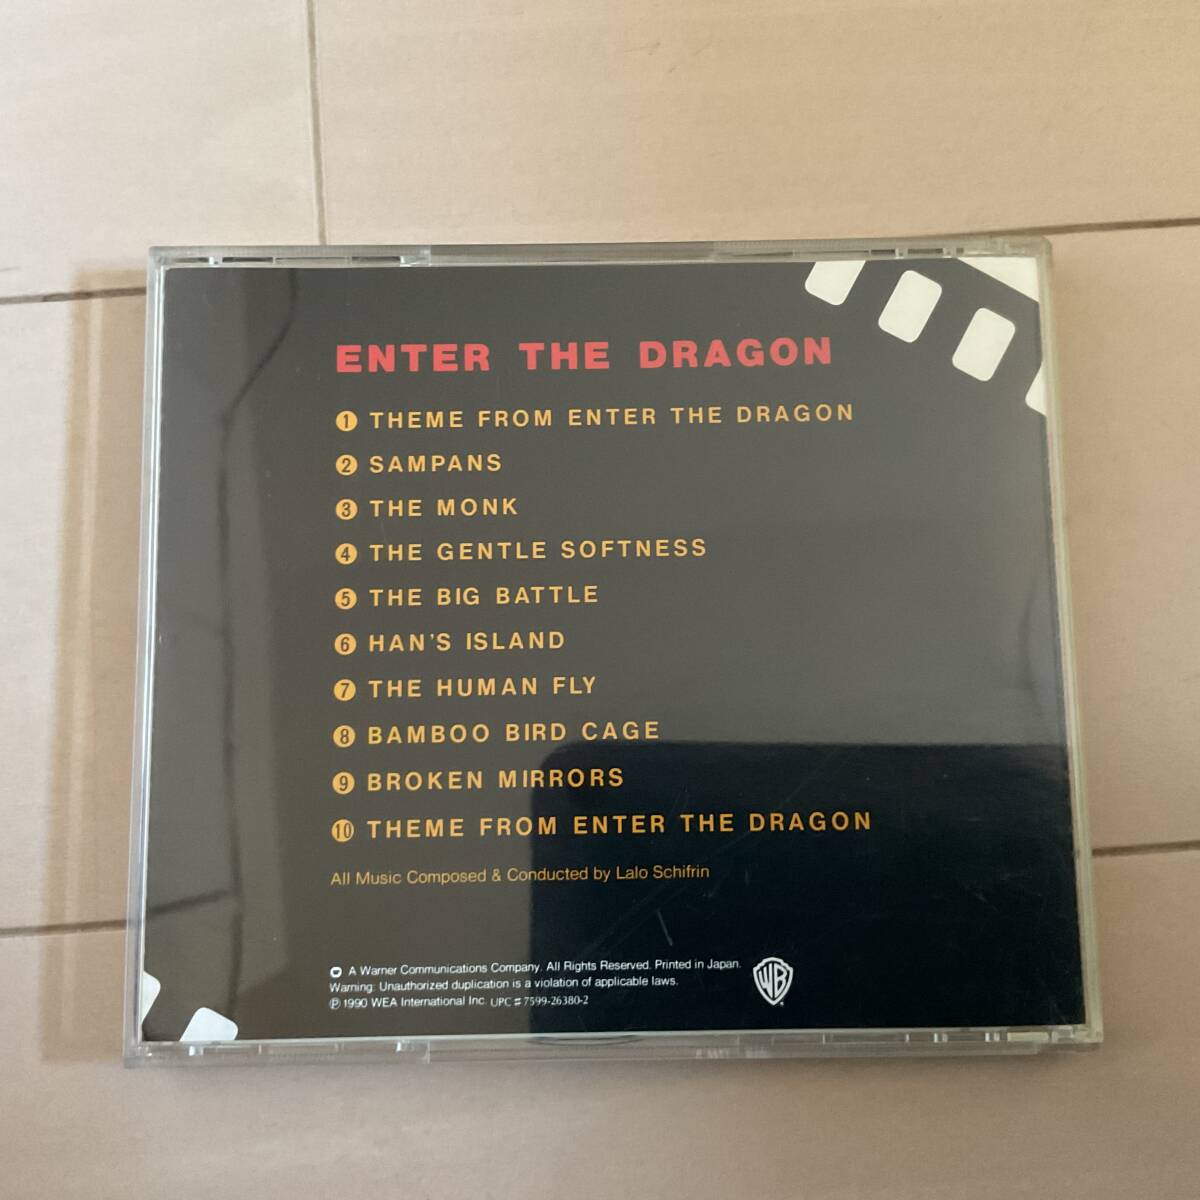 ENTER THE DRAGON
1 THEME FROM ENTER THE DRAGON
2 SAMPANS
3 THE MONK
4 THE GENTLE SOFTNESS
5 THE BIG BATTLE
6 HAN'S ISLAND
7 THE HUMAN FLY
8 BAMBOO BIRD CAGE
9 BROKEN MIRRORS
10 THEME FROM ENTER THE DRAGON
All Music Composed & Conducted by Lalo Schifrin
A Warner Communications Company. All Rights Reserved. Printed in Japan.
Warning: Unauthorized duplication is a violation of applicable laws.
℗ 1990 WEA International Inc. UPC # 7599-26380-2
WB